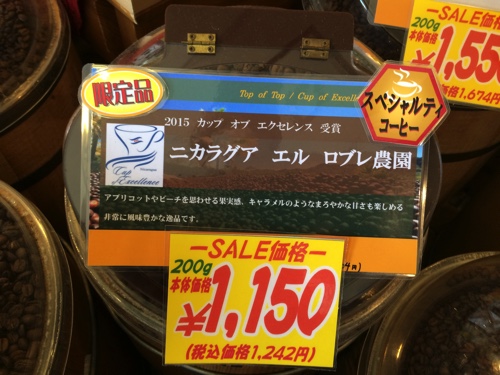 限定品
Top of Top / Cup of Excell
スペシャルティ
コーヒー
2015 カップ オブ エクセレンス 受賞
ニカラグア エル ロブレ農園
Cup
of Excellence
アプリコットやピーチを思わせる果実感、キャラメルのようなまろやかな甘さも楽しめる
非常に風味豊かな逸品です。
ーSALE価格ー
200g
本体価格
¥1,150
(税込価格1,242円)
ーSALE価格ー
200g
本体価格
1,55
1,674円